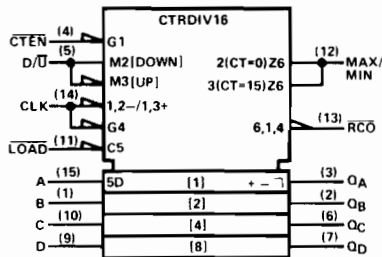 CTRDIV16
CTEN (4) G1
D/U (5) M2 [DOWN] 2(CT=0)Z6 (12) MAX/MIN
M3 [UP] 3(CT=15)Z6
CLK (14) 1,2−/1,3+
G4 6,1,4 (13) RCO
LOAD (11) C5
A (15) 5D [1] + − ¬ (3) QA
B (1) [2] (2) QB
C (10) [4] (6) QC
D (9) [8] (7) QD